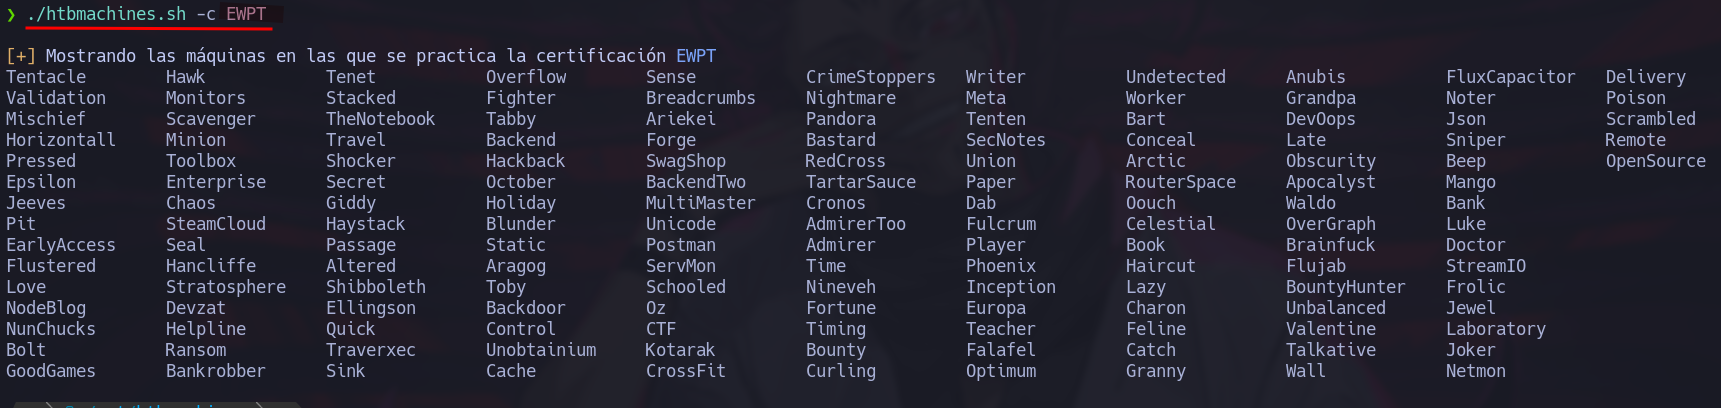 ❯ ./htbmachines.sh -c EWPT
[+] Mostrando las máquinas en las que se practica la certificación EWPT
Tentacle Hawk Tenet Overflow Sense CrimeStoppers Writer Undetected Anubis FluxCapacitor Delivery
Validation Monitors Stacked Fighter Breadcrumbs Nightmare Meta Worker Grandpa Noter Poison
Mischief Scavenger TheNotebook Tabby Ariekei Pandora Tenten Bart DevOops Json Scrambled
Horizontall Minion Travel Backend Forge Bastard SecNotes Conceal Late Sniper Remote
Pressed Toolbox Shocker Hackback SwagShop RedCross Union Arctic Obscurity Beep OpenSource
Epsilon Enterprise Secret October BackendTwo TartarSauce Paper RouterSpace Apocalyst Mango
Jeeves Chaos Giddy Holiday MultiMaster Cronos Dab Oouch Waldo Bank
Pit SteamCloud Haystack Blunder Unicode AdmirerToo Fulcrum Celestial OverGraph Luke
EarlyAccess Seal Passage Static Postman Admirer Player Book Brainfuck Doctor
Flustered Hancliffe Altered Aragog ServMon Time Phoenix Haircut Flujab StreamIO
Love Stratosphere Shibboleth Toby Schooled Nineveh Inception Lazy BountyHunter Frolic
NodeBlog Devzat Ellingson Backdoor Oz Fortune Europa Charon Unbalanced Jewel
NunChucks Helpline Quick Control CTF Timing Teacher Feline Valentine Laboratory
Bolt Ransom Traverxec Unobtainium Kotarak Bounty Falafel Catch Talkative Joker
GoodGames Bankrobber Sink Cache CrossFit Curling Optimum Granny Wall Netmon